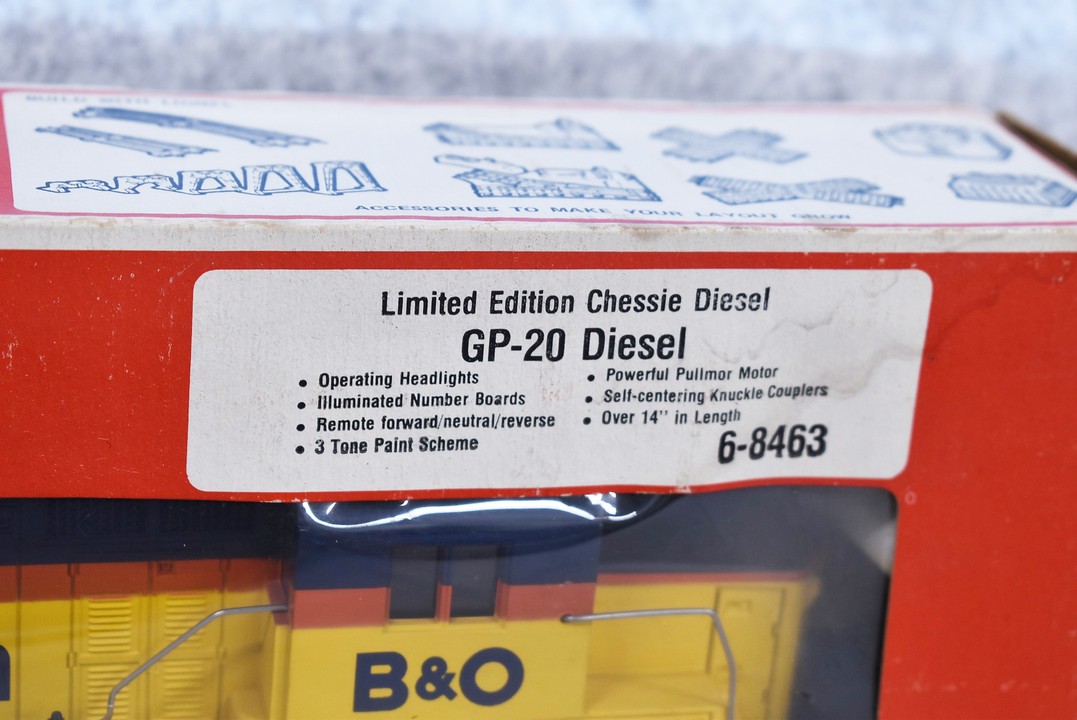 BUILD WITH LIONEL
ACCESSORIES TO MAKE YOUR LAYOUT GROW
Limited Edition Chessie Diesel
GP-20 Diesel
• Operating Headlights
• Illuminated Number Boards
• Remote forward/neutral/reverse
• 3 Tone Paint Scheme
• Powerful Pullmor Motor
• Self-centering Knuckle Couplers
• Over 14'' in Length
6-8463
B&O